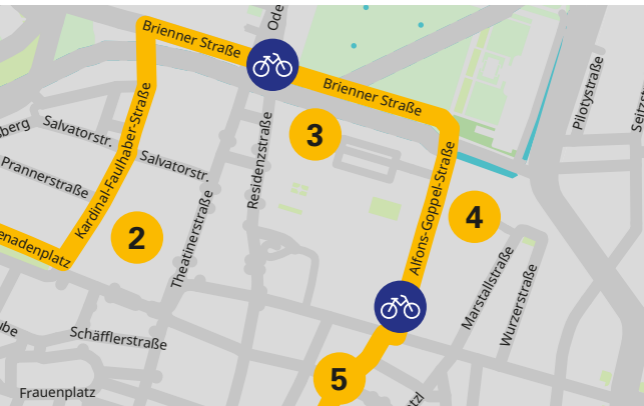 Brienner Straße
Brienner Straße
Pilotystraße
Salvatorstr.
Salvatorstr.
Prannerstraße
Kardinal-Faulhaber-Straße
Residenzstraße
Theatinerstraße
Alfons-Goppel-Straße
3
2
4
Marstallstraße
Wurzerstraße
Schäfflerstraße
5
Frauenplatz